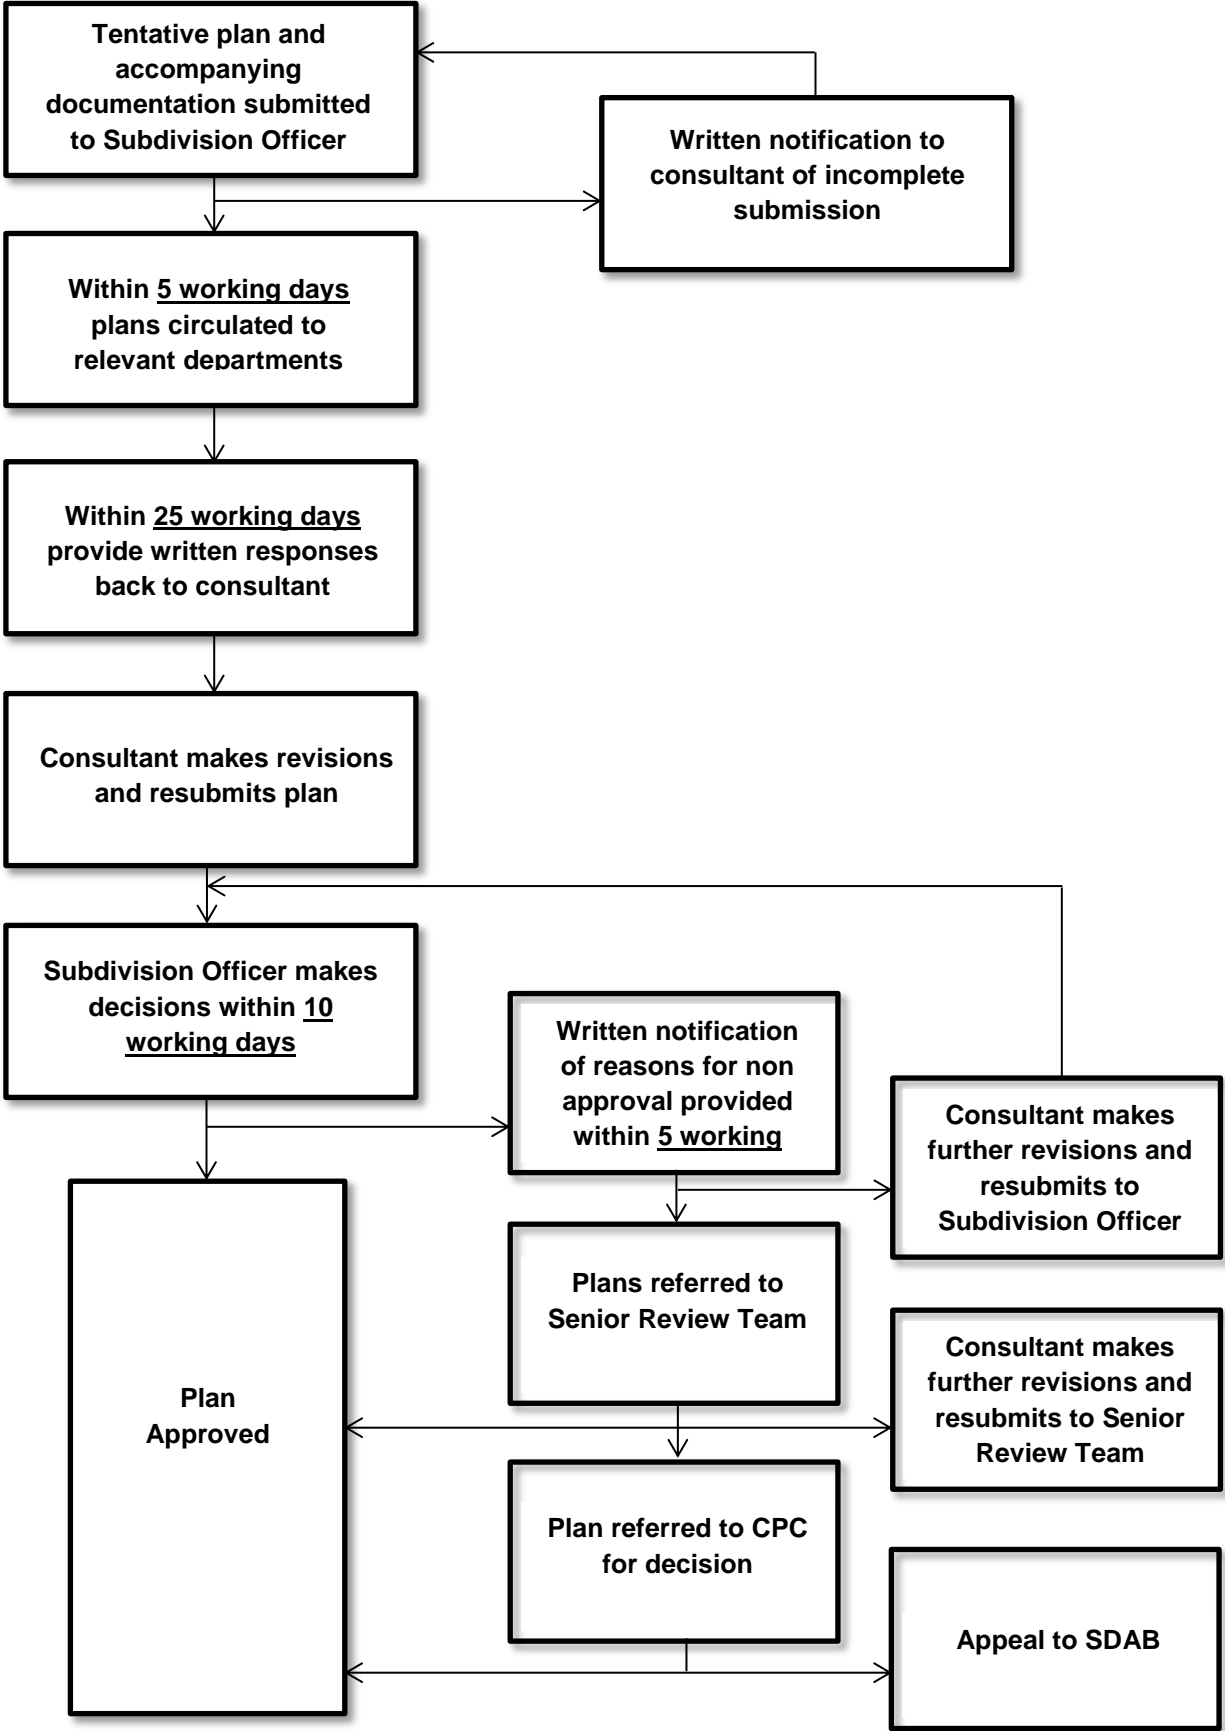 Tentative plan and
accompanying
documentation submitted
to Subdivision Officer
Written notification to
consultant of incomplete
submission
Within 5 working days
plans circulated to
relevant departments
Within 25 working days
provide written responses
back to consultant
Consultant makes revisions
and resubmits plan
Subdivision Officer makes
decisions within 10
working days
Written notification
of reasons for non
approval provided
within 5 working
Consultant makes
further revisions and
resubmits to
Subdivision Officer
Plans referred to
Senior Review Team
Consultant makes
further revisions and
resubmits to Senior
Review Team
Plan
Approved
Plan referred to CPC
for decision
Appeal to SDAB